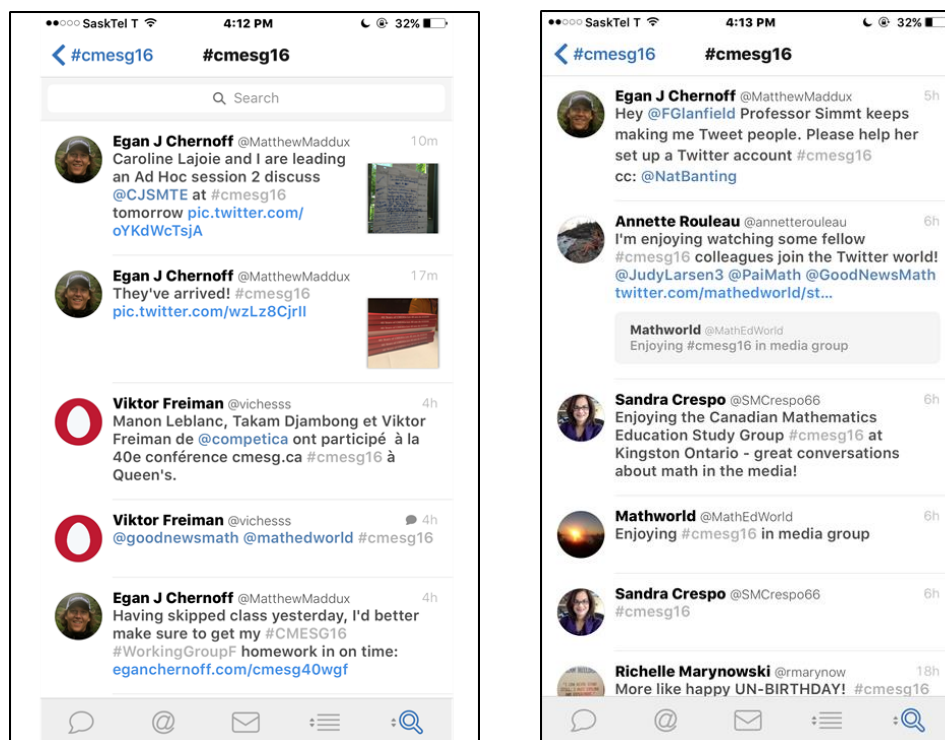 SaskTel T 4:12 PM 32%
#cmesg16 #cmesg16
Search
Egan J Chernoff @MatthewMaddux 10m
Caroline Lajoie and I are leading
an Ad Hoc session 2 discuss
@CJSMTE at #cmesg16
tomorrow pic.twitter.com/
oYKdWcTsjA
Egan J Chernoff @MatthewMaddux 17m
They've arrived! #cmesg16
pic.twitter.com/wzLz8CjrlI
Viktor Freiman @vichesss 4h
Manon Leblanc, Takam Djambong et Viktor
Freiman de @competica ont participé à la
40e conférence cmesg.ca #cmesg16 à
Queen's.
Viktor Freiman @vichesss 4h
@goodnewsmath @mathedworld #cmesg16
Egan J Chernoff @MatthewMaddux 4h
Having skipped class yesterday, I'd better
make sure to get my #CMESG16
#WorkingGroupF homework in on time:
eganchernoff.com/cmesg40wgf
SaskTel T 4:13 PM 32%
#cmesg16 #cmesg16
Egan J Chernoff @MatthewMaddux 5h
Hey @FGlanfield Professor Simmt keeps
making me Tweet people. Please help her
set up a Twitter account #cmesg16
cc: @NatBanting
Annette Rouleau @annetterouleau 6h
I'm enjoying watching some fellow
#cmesg16 colleagues join the Twitter world!
@JudyLarsen3 @PaiMath @GoodNewsMath
twitter.com/mathedworld/st...
Mathworld @MathEdWorld
Enjoying #cmesg16 in media group
Sandra Crespo @SMCrespo66 6h
Enjoying the Canadian Mathematics
Education Study Group #cmesg16 at
Kingston Ontario - great conversations
about math in the media!
Mathworld @MathEdWorld 6h
Enjoying #cmesg16 in media group
Sandra Crespo @SMCrespo66 6h
#cmesg16
Richelle Marynowski @rmarynow 18h
More like happy UN-BIRTHDAY! #cmesg16